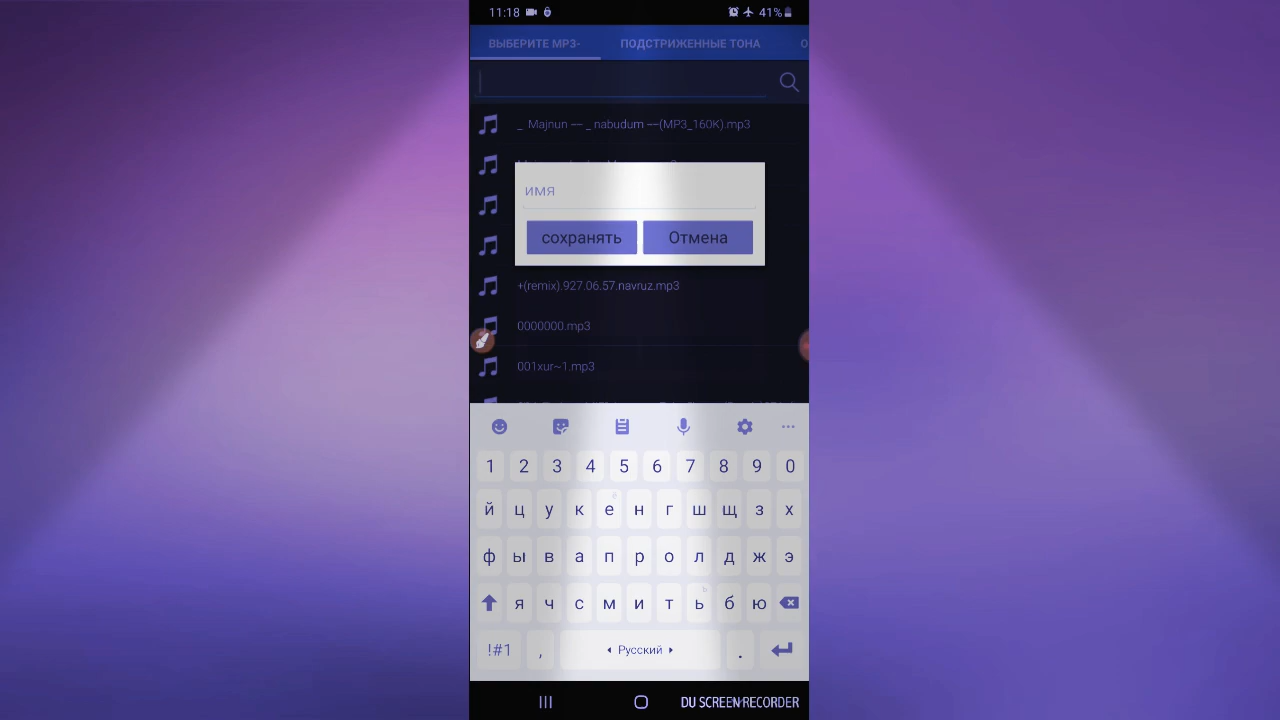 11:18 41%
ВЫБЕРИТЕ MP3- ПОДСТРИЖЕННЫЕ ТОНА О
_ Majnun -- _ nabudum --(MP3_160K).mp3
имя
сохранять Отмена
+(remix).927.06.57.navruz.mp3
0000000.mp3
001xur~1.mp3
1 2 3 4 5 6 7 8 9 0
й ц у к е н г ш щ з х
ё
ф ы в а п р о л д ж э
я ч с м и т ь б ю
ъ
!#1 , Русский .
DU SCREEN RECORDER